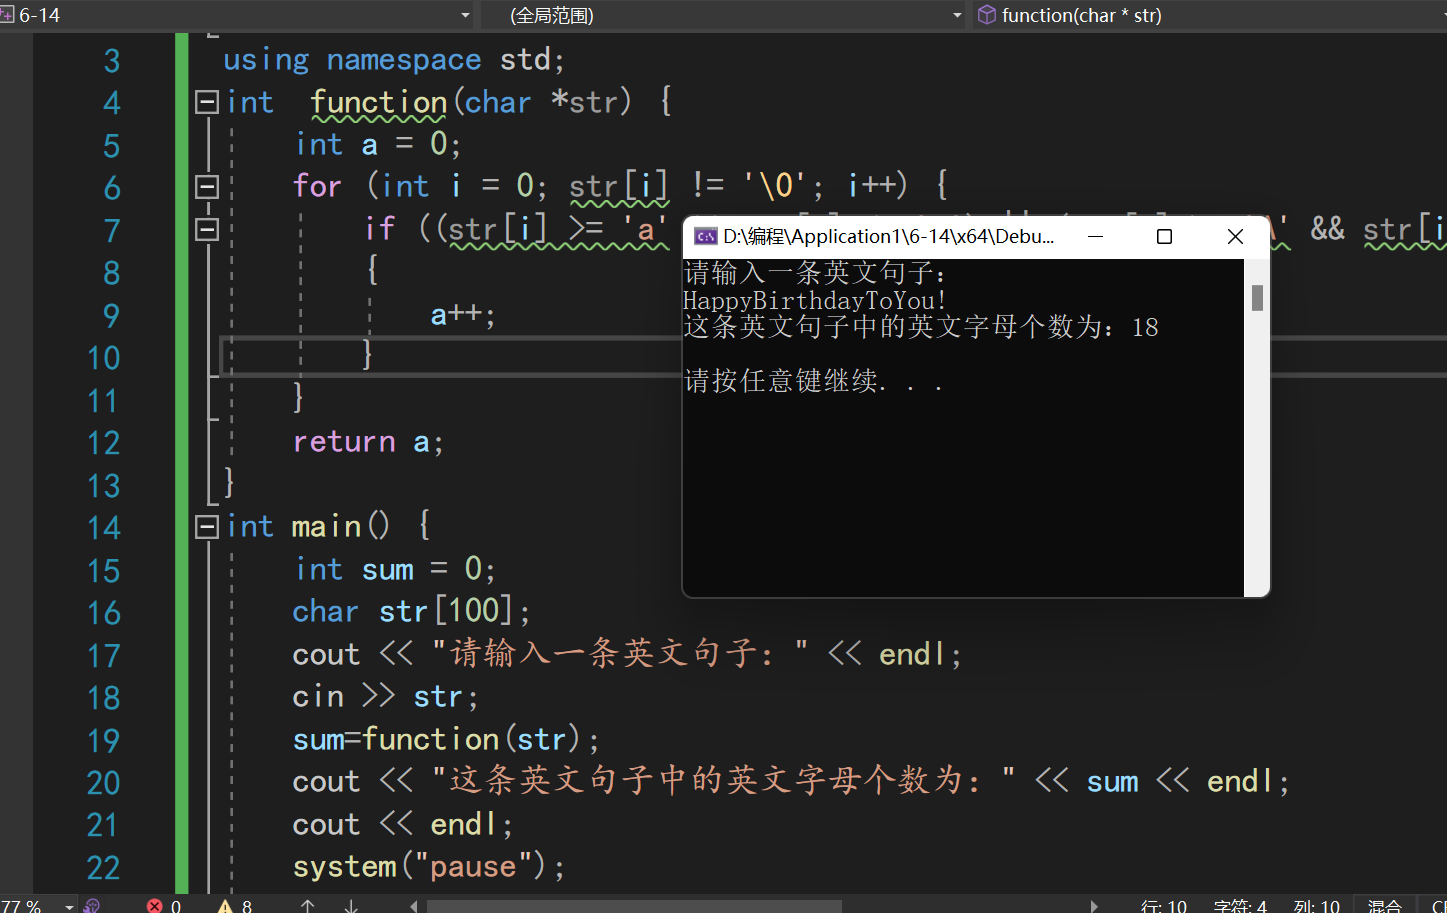 6-14 (全局范围) function(char * str)
3 using namespace std;
4 int function(char *str) {
5 int a = 0;
6 for (int i = 0; str[i] != '\0'; i++) {
7 if ((str[i] >= 'a' ' && str[i
8 {
9 a++;
10 }
11 }
12 return a;
13 }
14 int main() {
15 int sum = 0;
16 char str[100];
17 cout << "请输入一条英文句子：" << endl;
18 cin >> str;
19 sum=function(str);
20 cout << "这条英文句子中的英文字母个数为：" << sum << endl;
21 cout << endl;
22 system("pause");
D:\编程\Application1\6-14\x64\Debu...
请输入一条英文句子：
HappyBirthdayToYou!
这条英文句子中的英文字母个数为：18
请按任意键继续. . .
77 % 0 8 行: 10 字符: 4 列: 10 混合